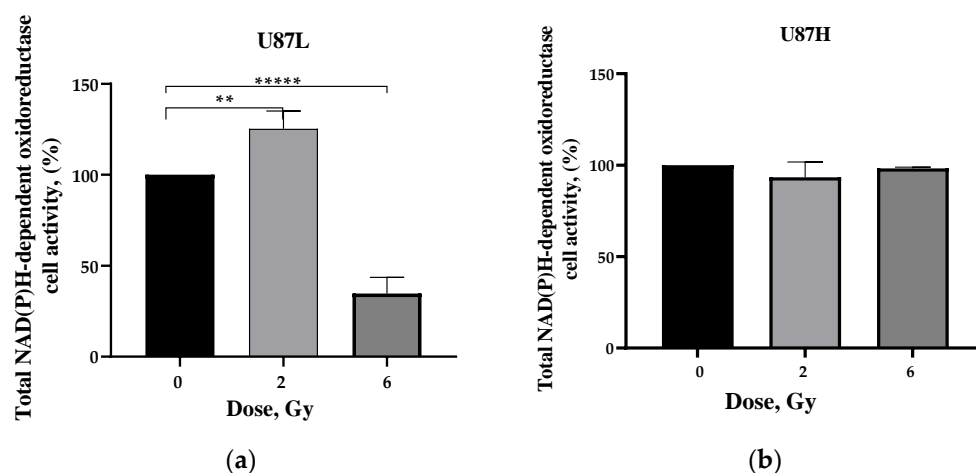 U87L
Total NAD(P)H-dependent oxidoreductase
cell activity, (%)
150
100
50
0
*****
**
0 2 6
Dose, Gy
(a)
U87H
Total NAD(P)H-dependent oxidoreductase
cell activity, (%)
150
100
50
0
0 2 6
Dose, Gy
(b)